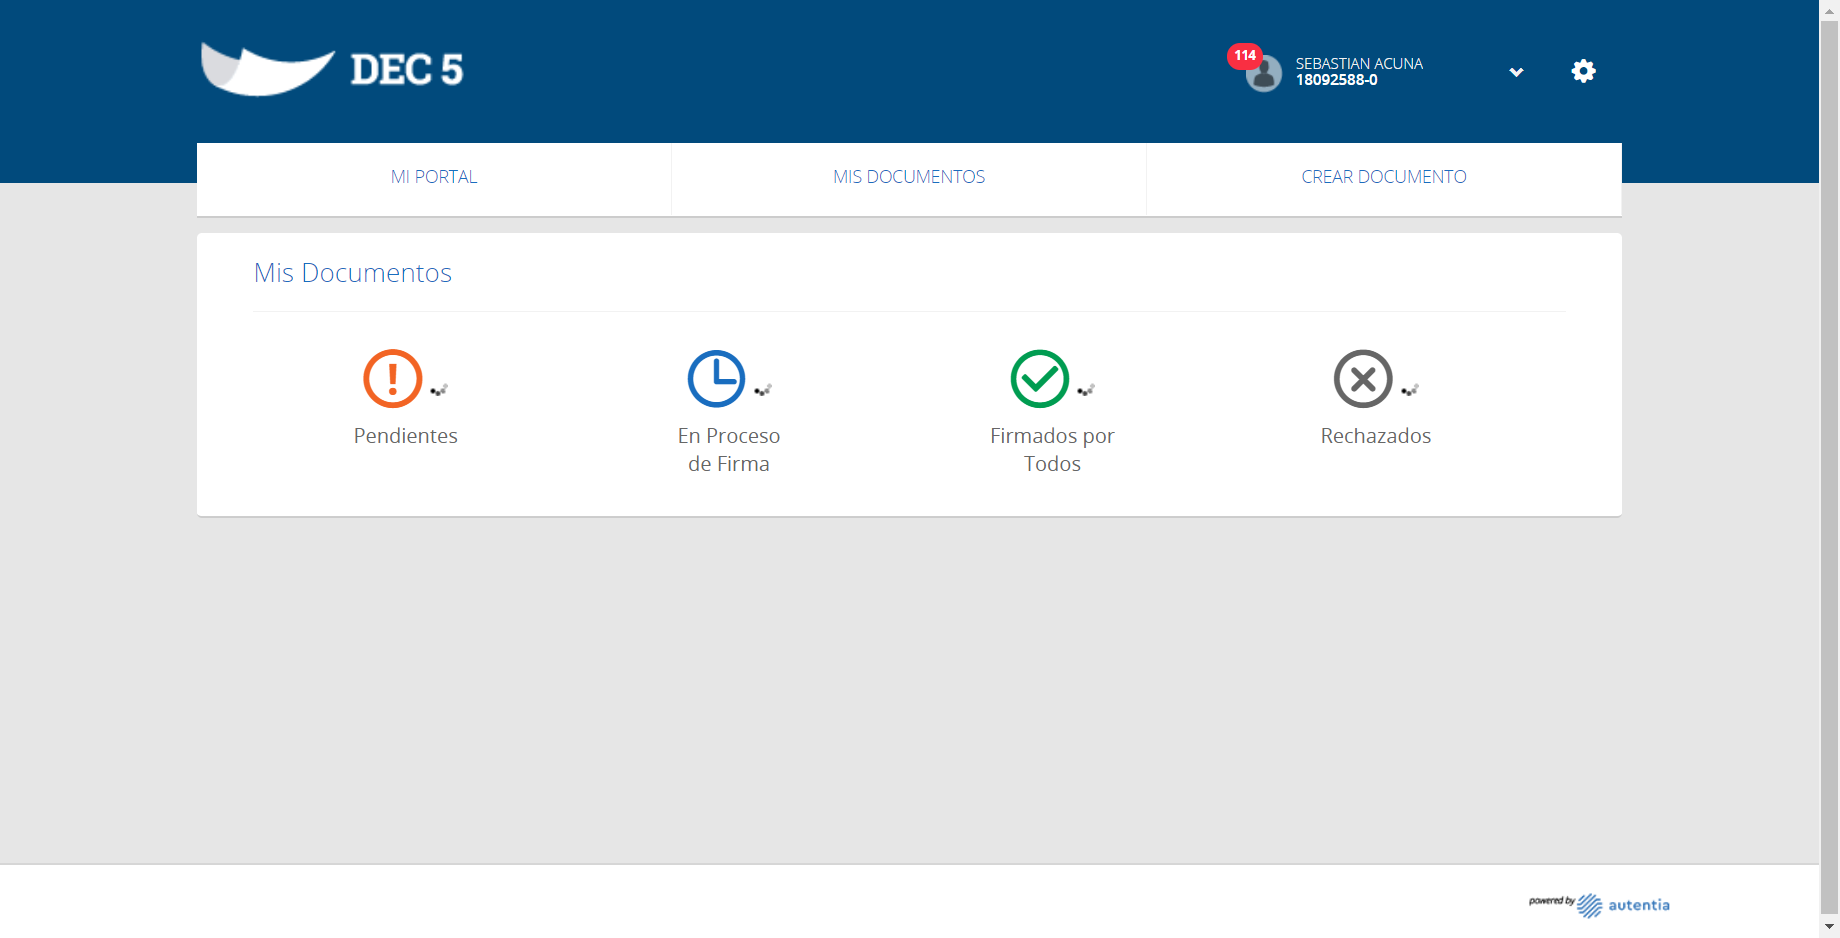 DEC 5
114
SEBASTIAN ACUNA
18092588-0
MI PORTAL
MIS DOCUMENTOS
CREAR DOCUMENTO
Mis Documentos
Pendientes
En Proceso
de Firma
Firmados por
Todos
Rechazados
powered by autentia